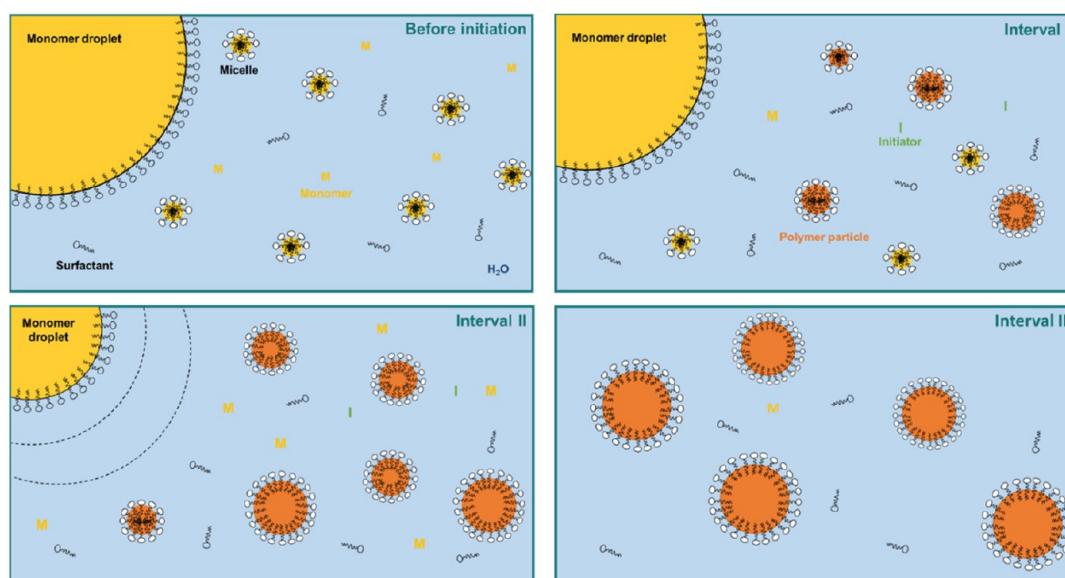 Before initiation
Monomer droplet
Micelle
M
M
M
M
M
Monomer
Surfactant
H₂O
Interval
Monomer droplet
M
I
I
Initiator
Polymer particle
Interval II
Monomer
droplet
M
M
M
I
I
M
M
M
Interval II
M